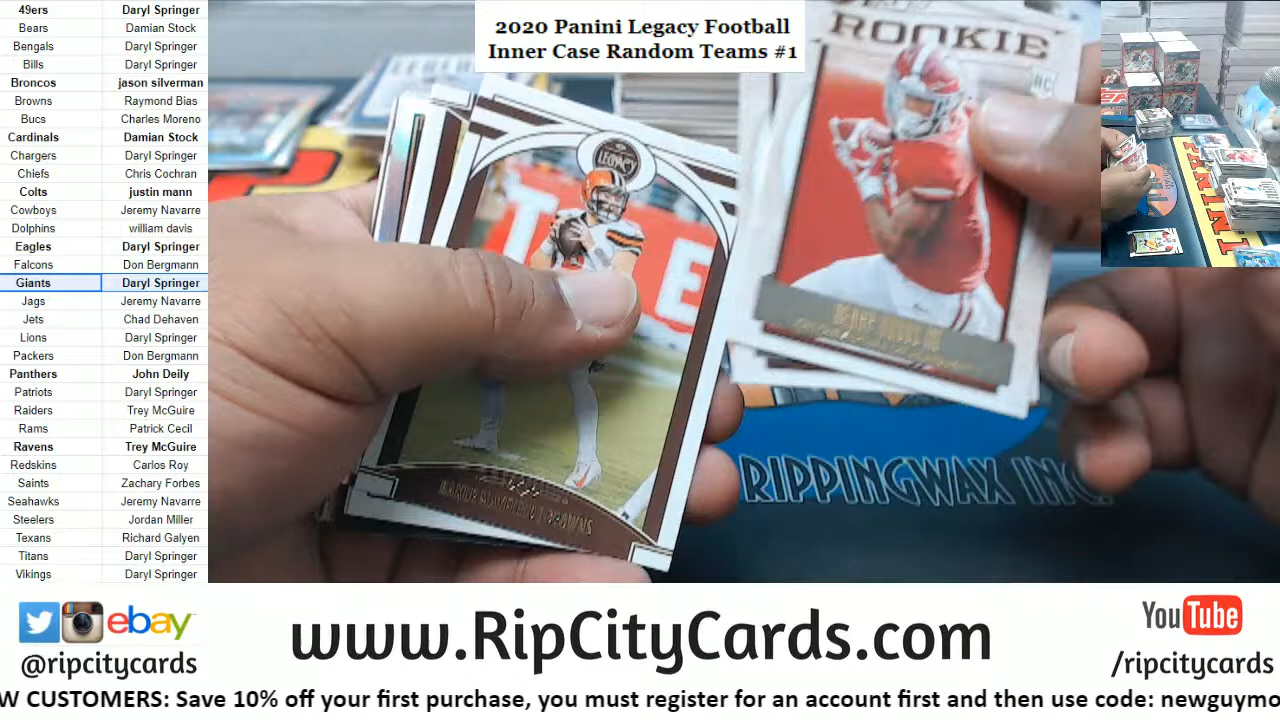 49ers Daryl Springer
Bears Damian Stock
Bengals Daryl Springer
Bills Daryl Springer
Broncos jason silverman
Browns Raymond Bias
Bucs Charles Moreno
Cardinals Damian Stock
Chargers Daryl Springer
Chiefs Chris Cochran
Colts justin mann
Cowboys Jeremy Navarre
Dolphins william davis
Eagles Daryl Springer
Falcons Don Bergmann
Giants Daryl Springer
Jags Jeremy Navarre
Jets Chad Dehaven
Lions Daryl Springer
Packers Don Bergmann
Panthers John Deily
Patriots Daryl Springer
Raiders Trey McGuire
Rams Patrick Cecil
Ravens Trey McGuire
Redskins Carlos Roy
Saints Zachary Forbes
Seahawks Jeremy Navarre
Steelers Jordan Miller
Texans Richard Galyen
Titans Daryl Springer
Vikings Daryl Springer
2020 Panini Legacy Football
Inner Case Random Teams #1
ROOKIE
RC
LEGACY
RIPPINGWAX INC.
PANINI
ebay
@ripcitycards
www.RipCityCards.com
YouTube
/ripcitycards
W CUSTOMERS: Save 10% off your first purchase, you must register for an account first and then use code: newguymo